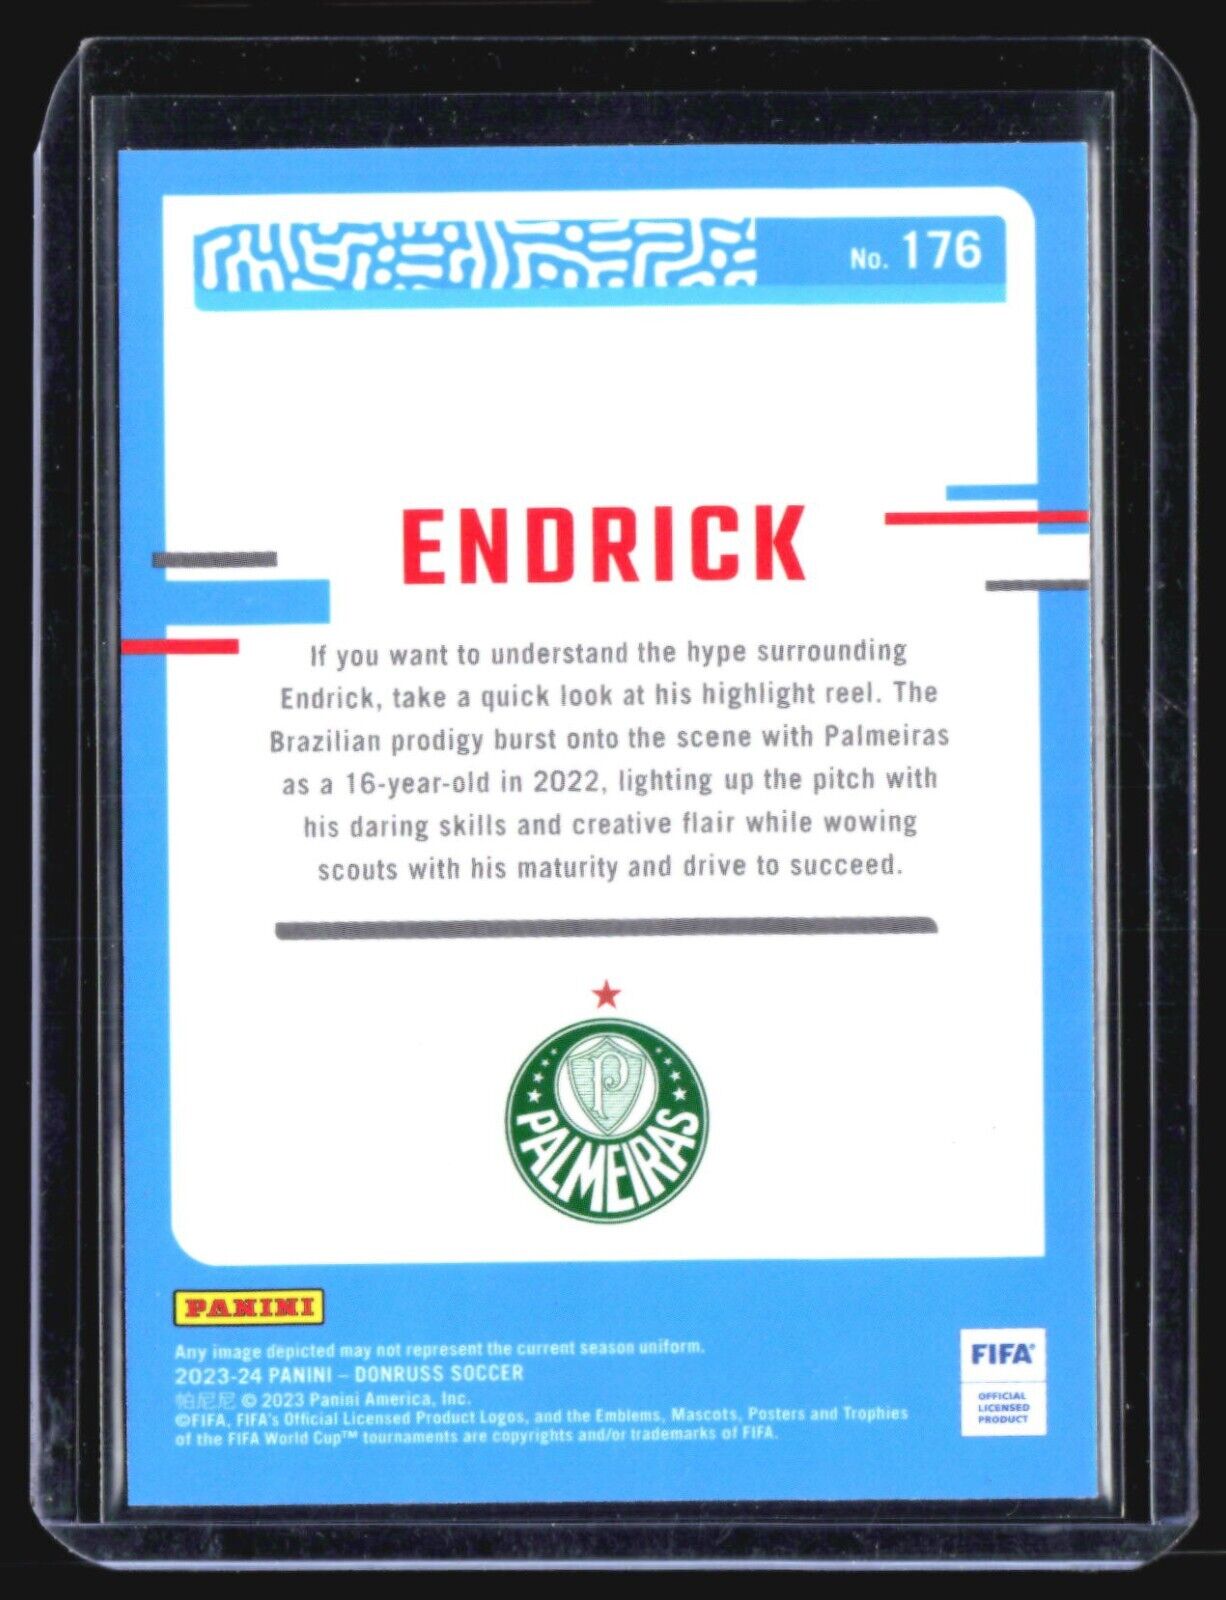 No. 176
ENDRICK
If you want to understand the hype surrounding
Endrick, take a quick look at his highlight reel. The
Brazilian prodigy burst onto the scene with Palmeiras
as a 16-year-old in 2022, lighting up the pitch with
his daring skills and creative flair while wowing
scouts with his maturity and drive to succeed.
P
PALMEIRAS
PANINI
Any image depicted may not represent the current season uniform.
2023-24 PANINI – DONRUSS SOCCER
帕尼尼 © 2023 Panini America, Inc.
©FIFA, FIFA's Official Licensed Product Logos, and the Emblems, Mascots, Posters and Trophies
of the FIFA World Cup™ tournaments are copyrights and/or trademarks of FIFA.
FIFA®
OFFICIAL
LICENSED
PRODUCT